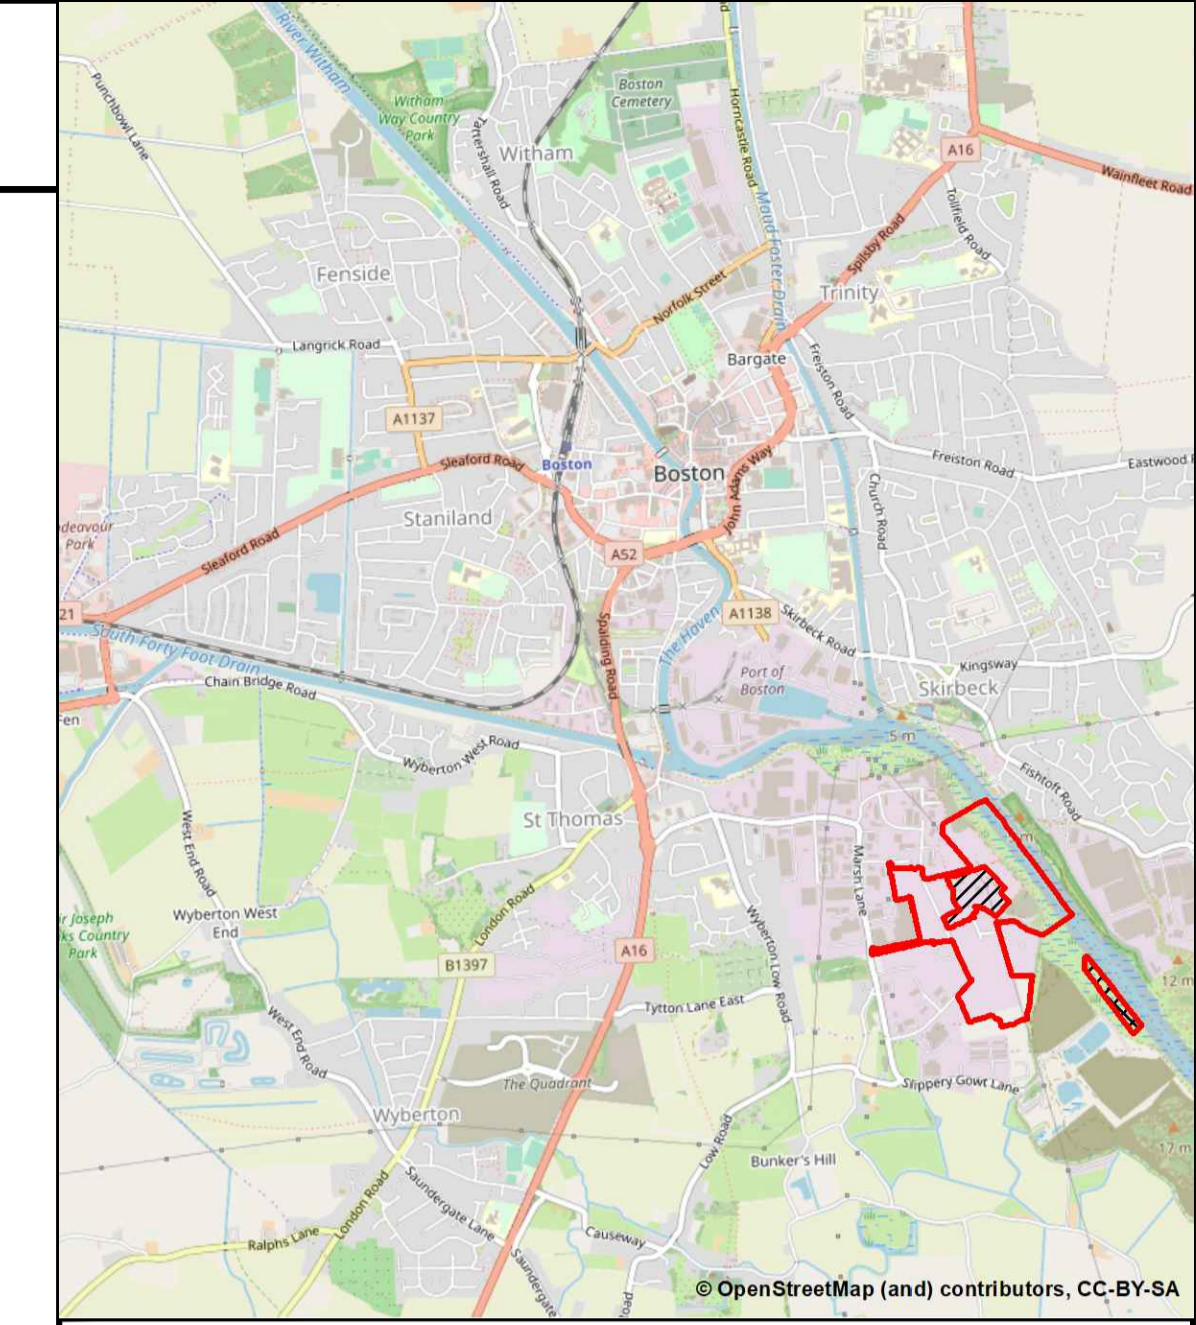 River Witham
Punchbowl Lane
Witham
Way Country
Park
Tattershall Road
Witham
Boston
Cemetery
Horncastle Road
Maud Foster Drain
A16
Wainfleet Road
Tollfield Road
Spilsby Road
Trinity
Fenside
Norfolk Street
Langrick Road
Bargate
Freiston Road
A1137
Sleaford Road
Boston
Boston
John Adams Way
Freiston Road
Eastwood
Church Road
Staniland
deavour
Park
Sleaford Road
A52
21
South Forty Foot Drain
Spalding Road
The Haven
A1138
Skirbeck Road
Kingsway
Skirbeck
Port of
Boston
Chain Bridge Road
Fen
5 m
Wyberton West Road
Fishtoft Road
St Thomas
West End Road
Marsh Lane
m
Wyberton West
End
London Road
Wyberton Low Road
ir Joseph
ks Country
Park
A16
B1397
12 m
Tytton Lane East
West End Road
The Quadrant
Slippery Gowt Lane
Wyberton
Low Road
Bunker's Hill
17 m
Saundergate Lane
London Road
Ralphs Lane
Causeway
Saundergate
© OpenStreetMap (and) contributors, CC-BY-SA